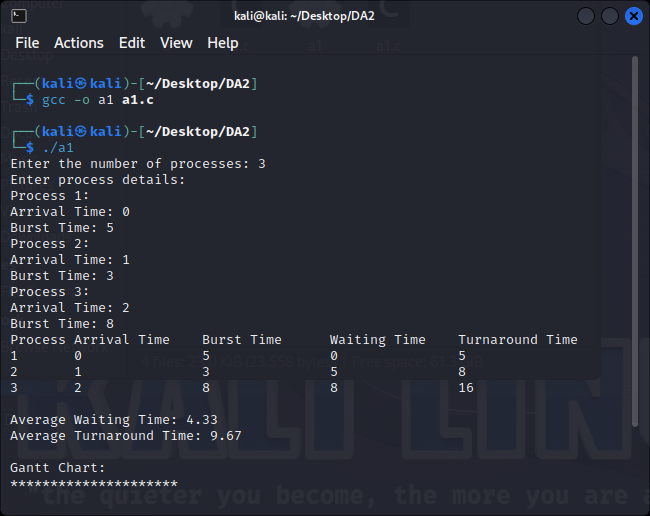 kali@kali: ~/Desktop/DA2
File Actions Edit View Help
┌──(kali㉿kali)-[~/Desktop/DA2]
└─$ gcc -o a1 a1.c
┌──(kali㉿kali)-[~/Desktop/DA2]
└─$ ./a1
Enter the number of processes: 3
Enter process details:
Process 1:
Arrival Time: 0
Burst Time: 5
Process 2:
Arrival Time: 1
Burst Time: 3
Process 3:
Arrival Time: 2
Burst Time: 8
Process Arrival Time Burst Time Waiting Time Turnaround Time
1 0 5 0 5
2 1 3 5 8
3 2 8 8 16
Average Waiting Time: 4.33
Average Turnaround Time: 9.67
Gantt Chart:
*********************
"the quieter you become, the more you are a